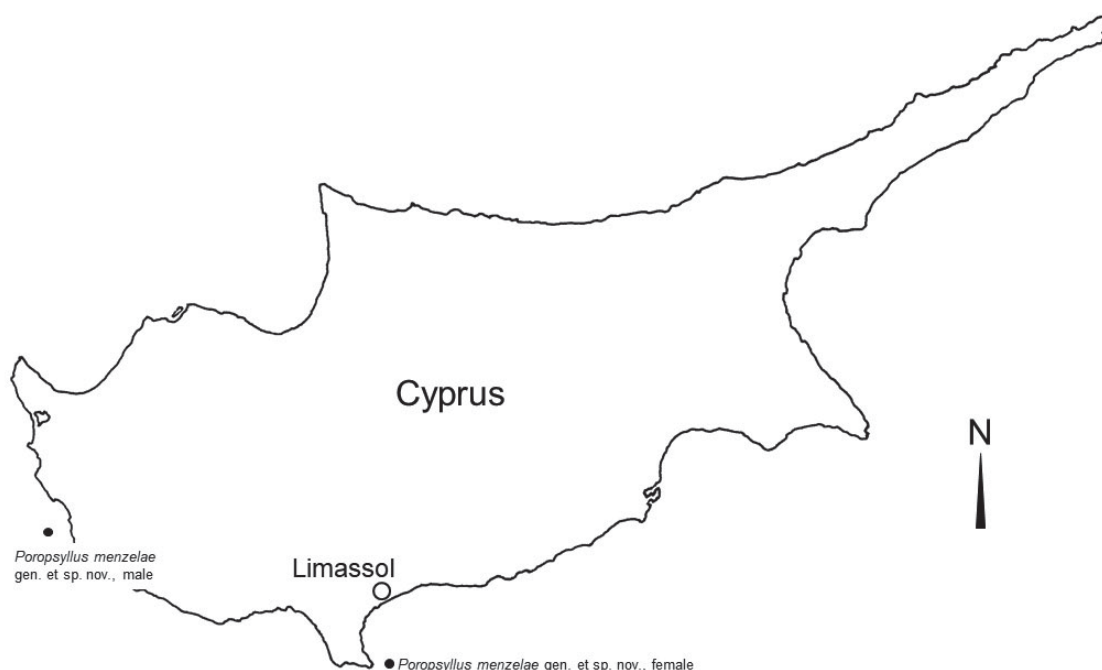 Cyprus
N
Poropsyllus menzelae
gen. et sp. nov., male
Limassol
Poropsyllus menzelae gen. et sp. nov., female